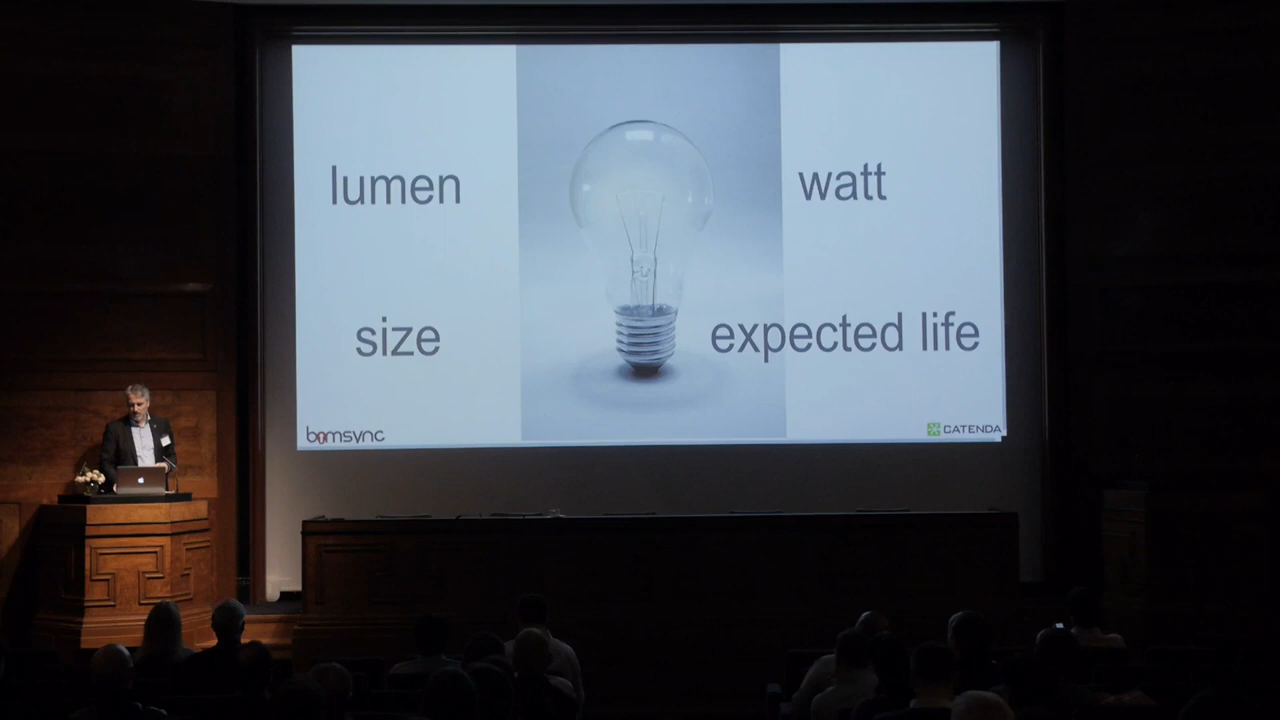 lumen
watt
size
expected life
bimsync
CATENDA